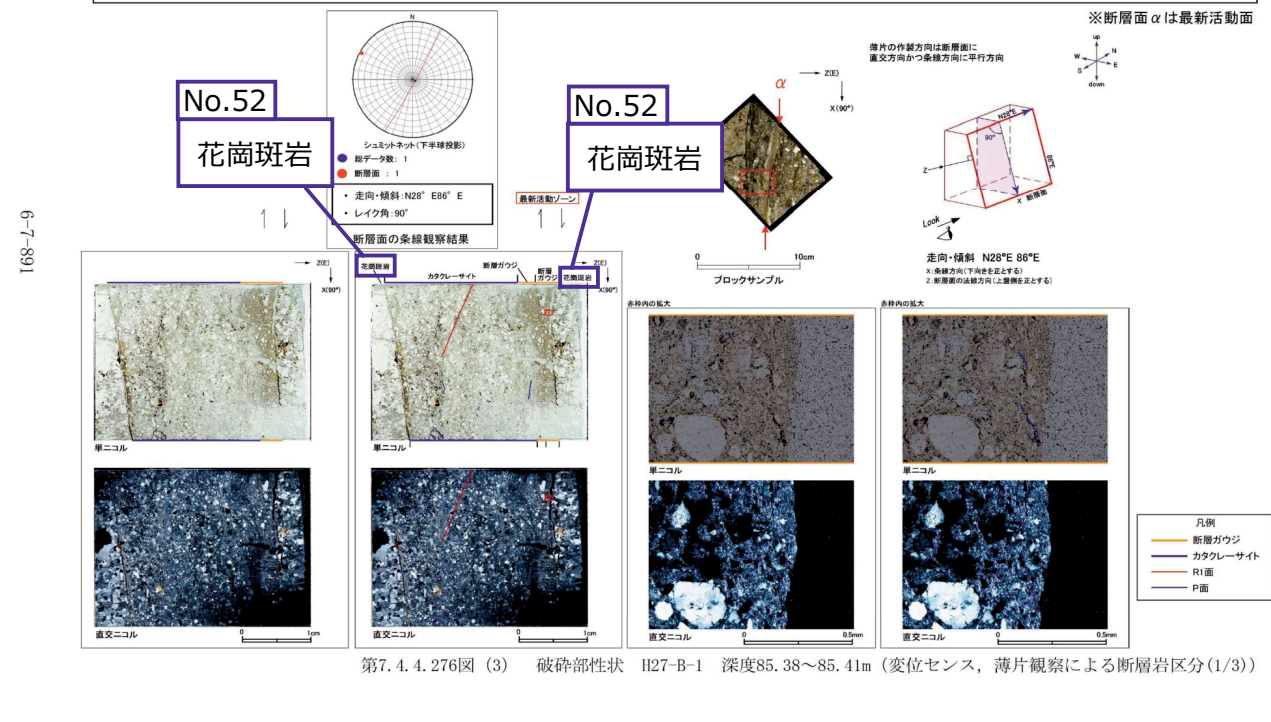 ※断層面αは最新活動面
N
No.52
花崗斑岩
シュミットネット(下半球投影)
総データ数: 1
断層面 : 1
・ 走向・傾斜:N28° E86° E
・ レイク角:90°
断層面の条線観察結果
最新活動ゾーン
No.52
花崗斑岩
α
Z(E)
X(90°)
0 10cm
ブロックサンプル
薄片の作製方向は断層面に
直交方向かつ条線方向に平行方向
up
N
W
E
S
down
N28°E
90°
86°E
Z
X 断層面
Look
走向・傾斜 N28°E 86°E
X:条線方向(下向きを正とする)
Z:断層面の法線方向(上盤側を正とする)
6-7-891
Z(E)
X(90°)
単ニコル
直交ニコル
0 1cm
花崗斑岩
カタクレーサイト
断層ガウジ
断層
ガウジ
花崗斑岩
Z(E)
X(90°)
単ニコル
直交ニコル
0 1cm
赤枠内の拡大
単ニコル
直交ニコル
0 0.5mm
赤枠内の拡大
単ニコル
直交ニコル
0 0.5mm
凡例
断層ガウジ
カタクレーサイト
R1面
P面
第7.4.4.276図 (3) 破砕部性状 H27-B-1 深度85.38～85.41m (変位センス，薄片観察による断層岩区分(1/3))